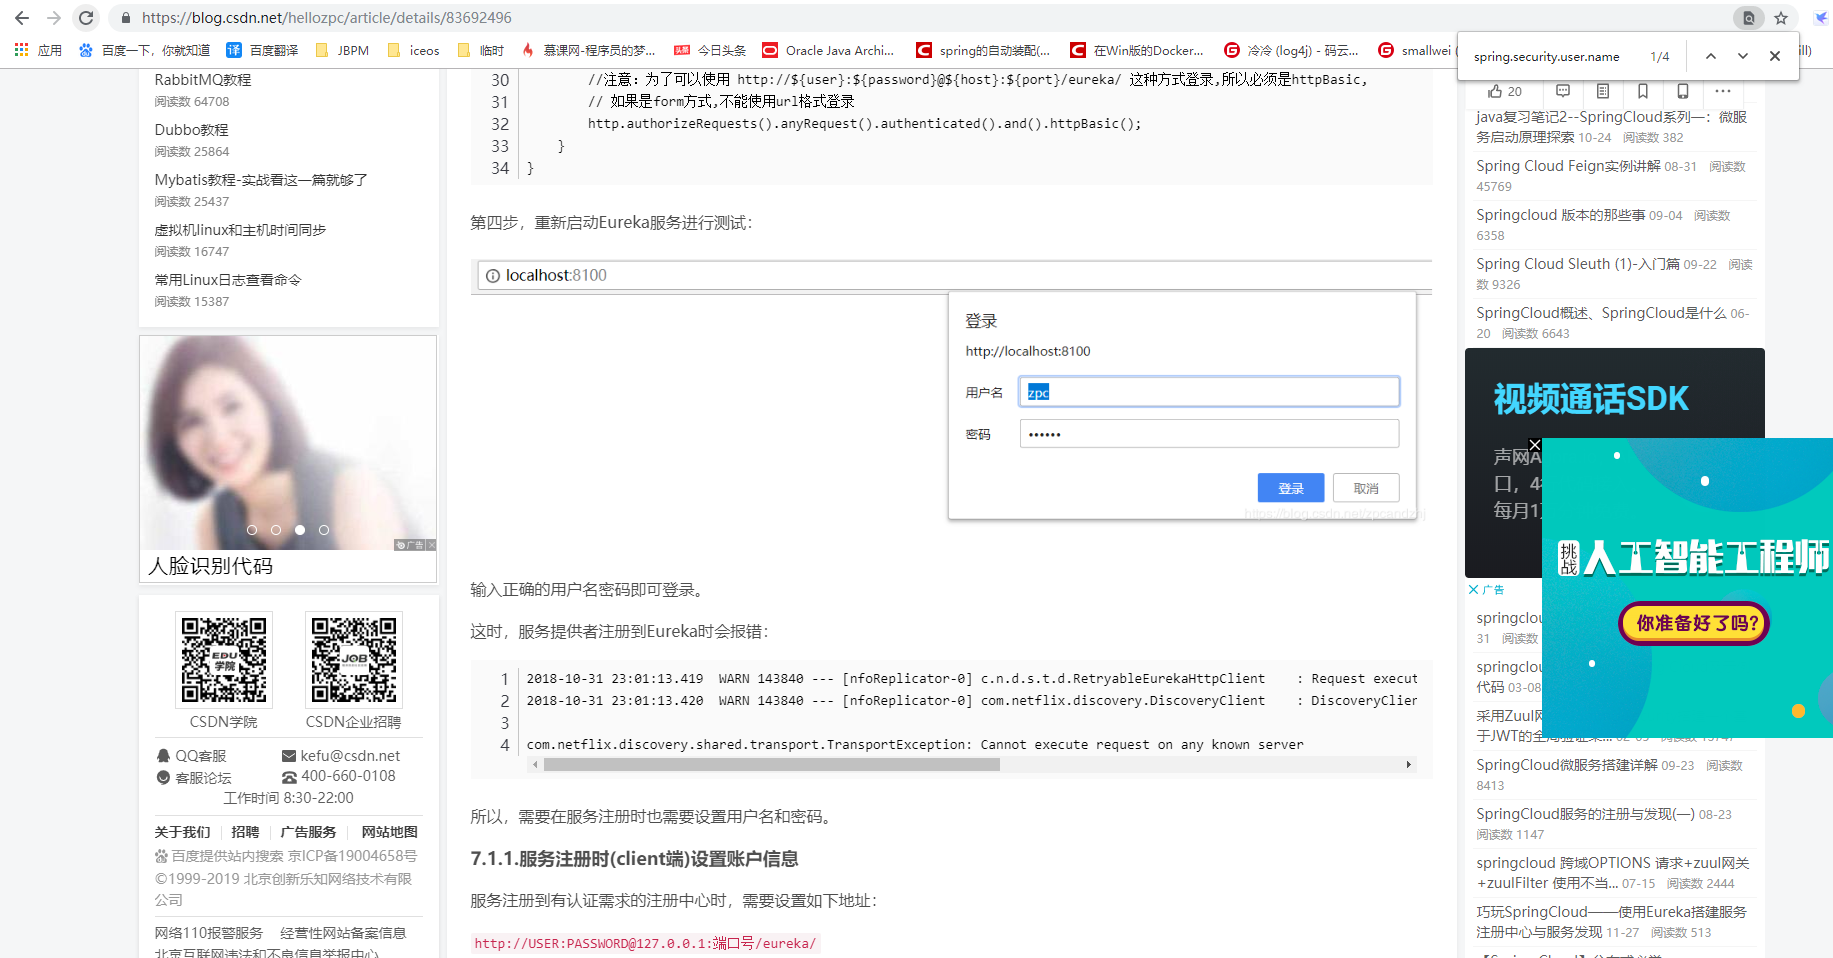 https://blog.csdn.net/hellozpc/article/details/83692496
应用
百度一下，你就知道
译 百度翻译
JBPM
iceos
临时
慕课网-程序员的梦...
头条 今日头条
Oracle Java Archi...
spring的自动装配(...
在Win版的Docker...
冷冷 (log4j) - 码云...
smallwei (
ill)
spring.security.user.name 1/4
RabbitMQ教程
阅读数 64708
Dubbo教程
阅读数 25864
Mybatis教程-实战看这一篇就够了
阅读数 25437
虚拟机linux和主机时间同步
阅读数 16747
常用Linux日志查看命令
阅读数 15387
广告
人脸识别代码
EDU
学院
JOB
CSDN学院
CSDN企业招聘
QQ客服
kefu@csdn.net
客服论坛
400-660-0108
工作时间 8:30-22:00
关于我们 招聘 广告服务 网站地图
百度提供站内搜索 京ICP备19004658号
©1999-2019 北京创新乐知网络技术有限
公司
网络110报警服务 经营性网站备案信息
北京互联网违法和不良信息举报中心
30 //注意：为了可以使用 http://${user}:${password}@${host}:${port}/eureka/ 这种方式登录,所以必须是httpBasic,
31 // 如果是form方式,不能使用url格式登录
32 http.authorizeRequests().anyRequest().authenticated().and().httpBasic();
33 }
34 }
第四步，重新启动Eureka服务进行测试：
localhost:8100
登录
http://localhost:8100
用户名 zpc
密码 ••••••
登录 取消
https://blog.csdn.net/zpcandzhj
输入正确的用户名密码即可登录。
这时，服务提供者注册到Eureka时会报错：
1 2018-10-31 23:01:13.419 WARN 143840 --- [nfoReplicator-0] c.n.d.s.t.d.RetryableEurekaHttpClient : Request execut
2 2018-10-31 23:01:13.420 WARN 143840 --- [nfoReplicator-0] com.netflix.discovery.DiscoveryClient : DiscoveryClien
3
4 com.netflix.discovery.shared.transport.TransportException: Cannot execute request on any known server
所以，需要在服务注册时也需要设置用户名和密码。
7.1.1.服务注册时(client端)设置账户信息
服务注册到有认证需求的注册中心时，需要设置如下地址：
http://USER:PASSWORD@127.0.0.1:端口号/eureka/
20
java复习笔记2--SpringCloud系列一：微服
务启动原理探索 10-24 阅读数 382
Spring Cloud Feign实例讲解 08-31 阅读数
45769
Springcloud 版本的那些事 09-04 阅读数
6358
Spring Cloud Sleuth (1)-入门篇 09-22 阅读
数 9326
SpringCloud概述、SpringCloud是什么 06-
20 阅读数 6643
视频通话SDK
声网A
口，4
每月1
挑战
人工智能工程师
你准备好了吗?
广告
springclou
31 阅读数
springclou
代码 03-08
采用Zuul网
于JWT的全局验证集... 02-05 阅读数 13747
SpringCloud微服务搭建详解 09-23 阅读数
8413
SpringCloud服务的注册与发现(一) 08-23
阅读数 1147
springcloud 跨域OPTIONS 请求+zuul网关
+zuulFilter 使用不当... 07-15 阅读数 2444
巧玩SpringCloud——使用Eureka搭建服务
注册中心与服务发现 11-27 阅读数 513